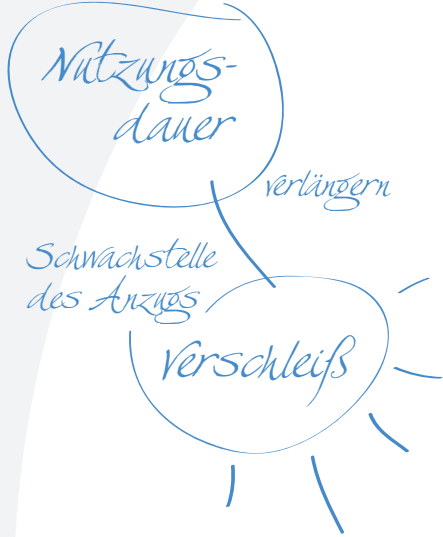 Nutzungs-
dauer
verlängern
Schwachstelle
des Anzugs
Verschleiß